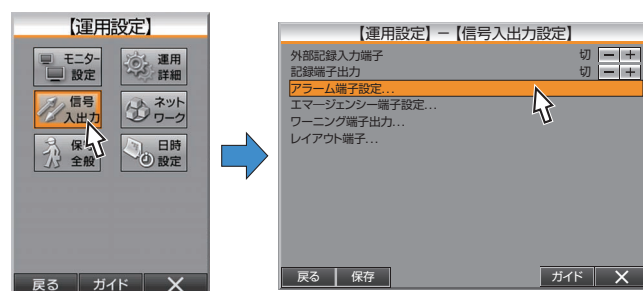 【運用設定】
モニター設定
運用詳細
信号入出力
ネットワーク
保守全般
日時設定
戻る ガイド ×
【運用設定】－【信号入出力設定】
外部記録入力端子 切 － ＋
記録端子出力 切 － ＋
アラーム端子設定…
エマージェンシー端子設定…
ワーニング端子出力…
レイアウト端子…
戻る 保存 ガイド ×